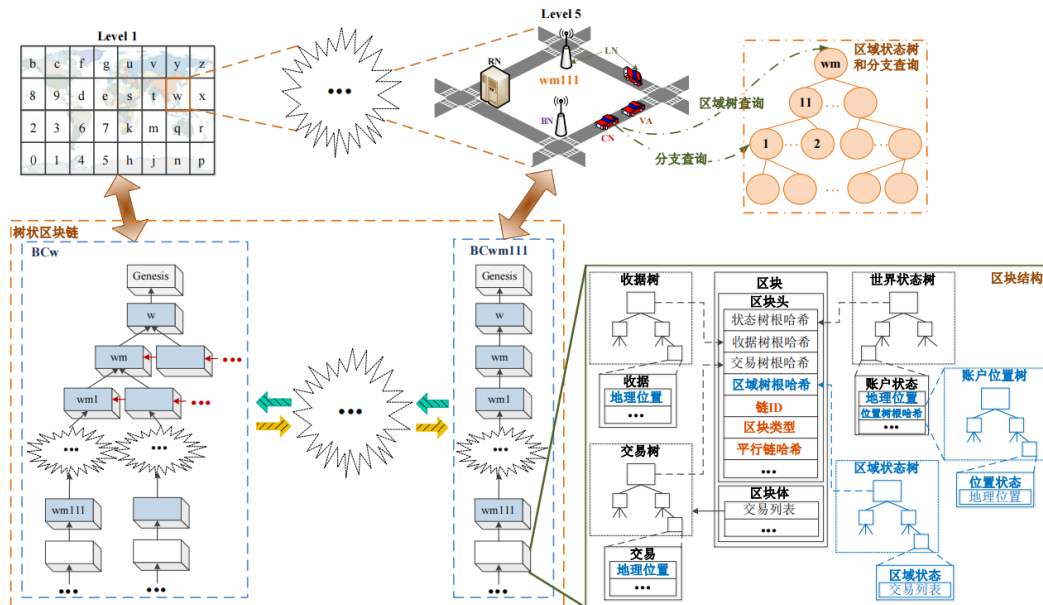 Level 1
b c f g u v y z
8 9 d e s t w x
2 3 6 7 k m q r
0 1 4 5 h j n p
•••
Level 5
RN
LN
wm111
BN
VA
CN
区域树查询
分支查询
区域状态树
和分支查询
wm
11
1 … 2 …
… …
树状区块链
BCw
Genesis
w
wm
•••
wm1
•••
••• •••
wm111
••• •••
•••
BCwm111
Genesis
w
wm
wm1
•••
wm111
•••
区块结构
收据树
收据
地理位置
•••
交易树
交易
地理位置
•••
区块
区块头
状态树根哈希
收据树根哈希
交易树根哈希
区域树根哈希
链ID
区块类型
平行链哈希
•••
区块体
交易列表
•••
世界状态树
账户状态
地理位置
位置树根哈希
•••
账户位置树
位置状态
地理位置
区域状态树
区域状态
交易列表